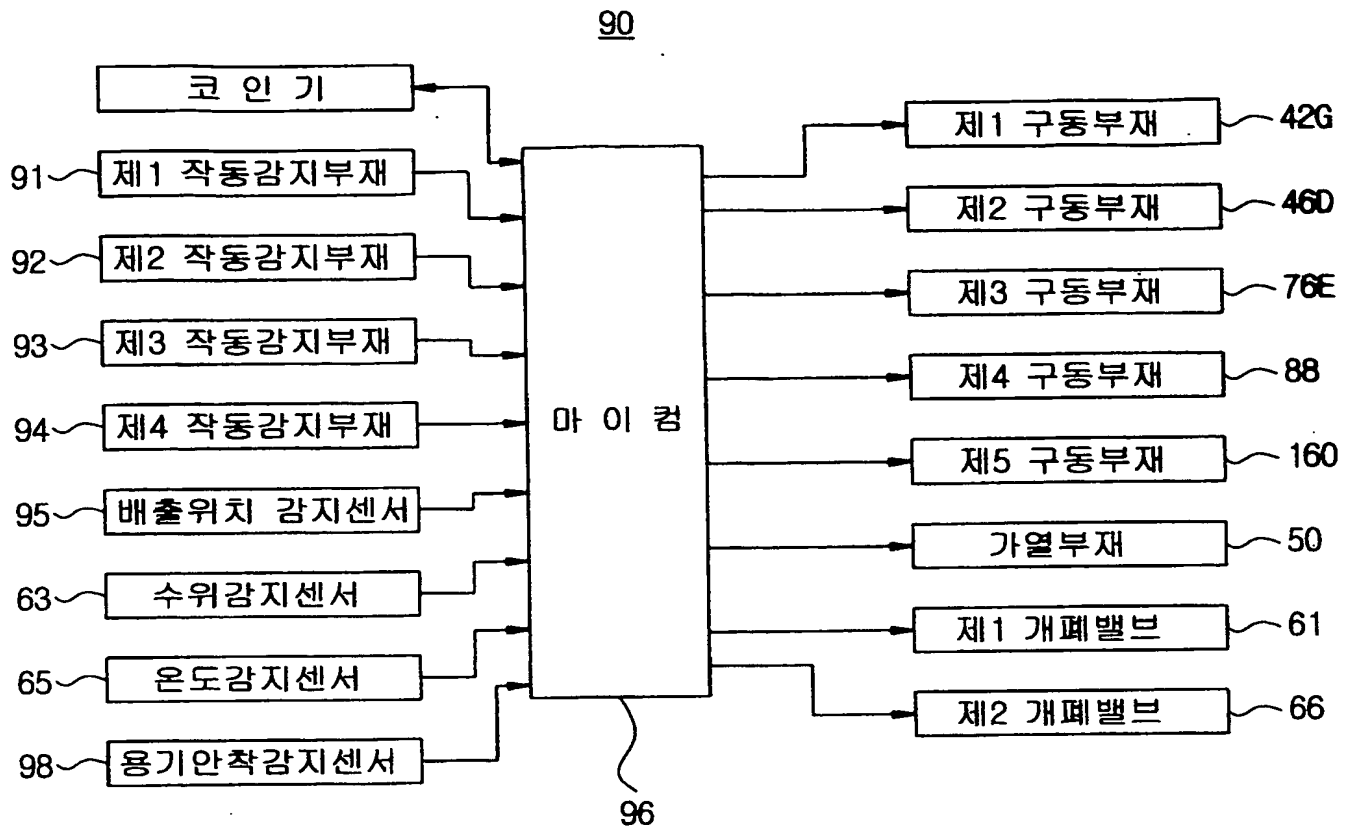 90
코 인 기
91 제1 작동감지부재
92 제2 작동감지부재
93 제3 작동감지부재
94 제4 작동감지부재
95 배출위치 감지센서
63 수위감지센서
65 온도감지센서
98 용기안착감지센서
마 이 컴
96
제1 구동부재 42G
제2 구동부재 46D
제3 구동부재 76E
제4 구동부재 88
제5 구동부재 160
가열부재 50
제1 개폐밸브 61
제2 개폐밸브 66